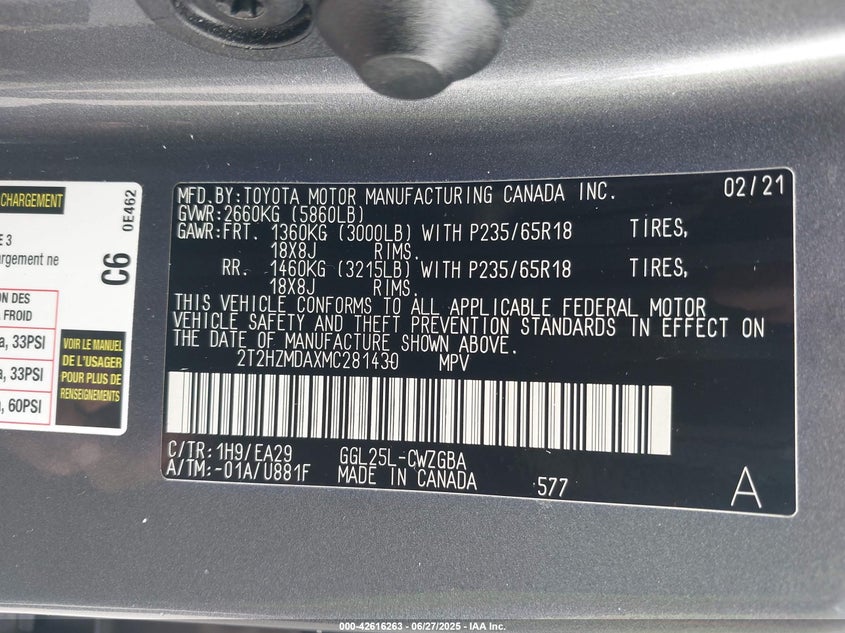 CHARGEMENT
E 3
argement ne
ON DES
FROID
a, 33PSI
a, 33PSI
, 60PSI
VOIR LE MANUEL
DE L'USAGER
POUR PLUS DE
RENSEIGNEMENTS
C6
0E462
MFD.BY:TOYOTA MOTOR MANUFACTURING CANADA INC. 02/21
GVWR:2660KG (5860LB)
GAWR:FRT. 1360KG (3000LB) WITH P235/65R18 TIRES,
18X8J RIMS.
RR. 1460KG (3215LB) WITH P235/65R18 TIRES,
18X8J RIMS.
THIS VEHICLE CONFORMS TO ALL APPLICABLE FEDERAL MOTOR
VEHICLE SAFETY AND THEFT PREVENTION STANDARDS IN EFFECT ON
THE DATE OF MANUFACTURE SHOWN ABOVE.
2T2HZMDAXMC281430 MPV
C/TR:1H9/EA29 GGL25L-CWZGBA
A/TM:-01A/U881F MADE IN CANADA 577 A
000-42616263 - 06/27/2025 - IAA Inc.